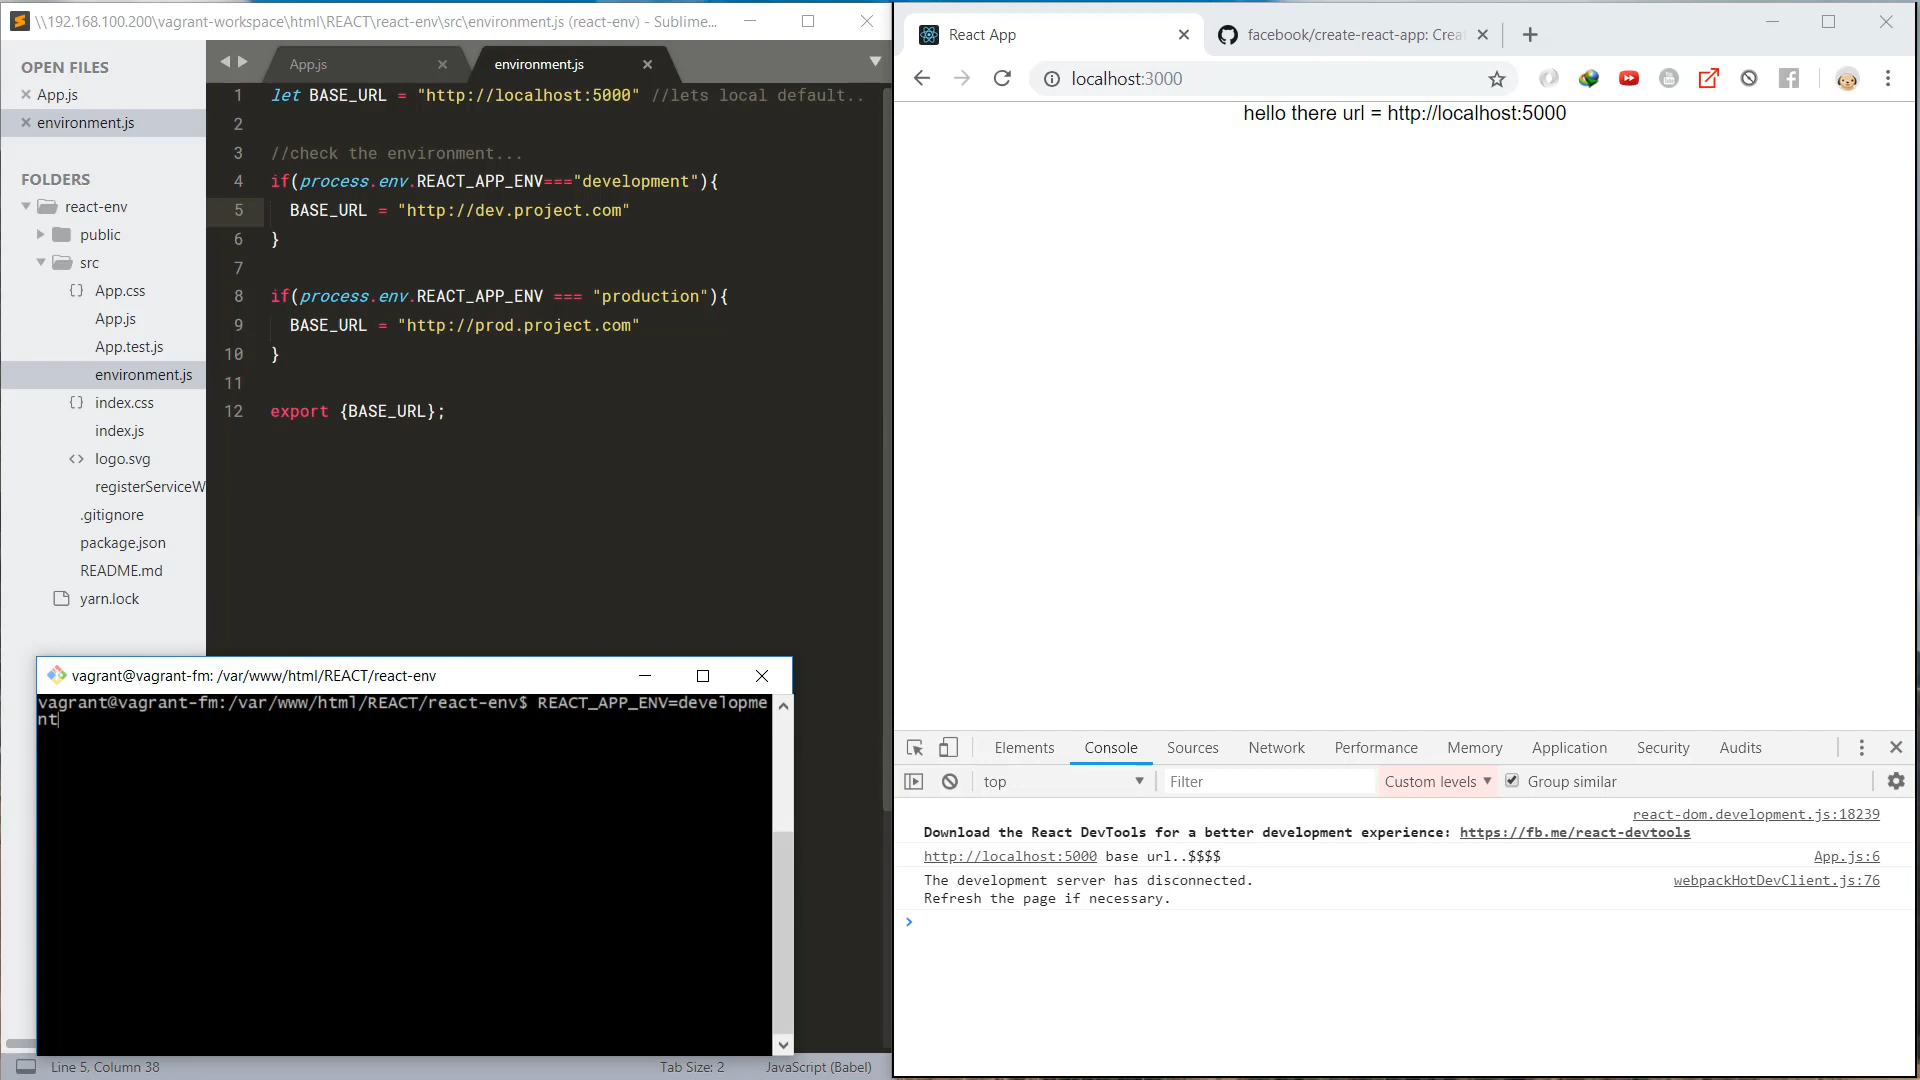 \\192.168.100.200\vagrant-workspace\html\REACT\react-env\src\environment.js (react-env) - Sublime...
OPEN FILES
App.js
environment.js
FOLDERS
react-env
public
src
App.css
App.js
App.test.js
environment.js
index.css
index.js
logo.svg
registerServiceW
.gitignore
package.json
README.md
yarn.lock
App.js
environment.js
1 let BASE_URL = "http://localhost:5000" //lets local default..
2
3 //check the environment...
4 if(process.env.REACT_APP_ENV==="development"){
5 BASE_URL = "http://dev.project.com"
6 }
7
8 if(process.env.REACT_APP_ENV === "production"){
9 BASE_URL = "http://prod.project.com"
10 }
11
12 export {BASE_URL};
vagrant@vagrant-fm: /var/www/html/REACT/react-env
vagrant@vagrant-fm:/var/www/html/REACT/react-env$ REACT_APP_ENV=developme
nt
Line 5, Column 38
Tab Size: 2
JavaScript (Babel)
React App
facebook/create-react-app: Crea
localhost:3000
hello there url = http://localhost:5000
Elements Console Sources Network Performance Memory Application Security Audits
top
Filter
Custom levels
Group similar
react-dom.development.js:18239
Download the React DevTools for a better development experience: https://fb.me/react-devtools
http://localhost:5000 base url..$$$$ App.js:6
The development server has disconnected. webpackHotDevClient.js:76
Refresh the page if necessary.